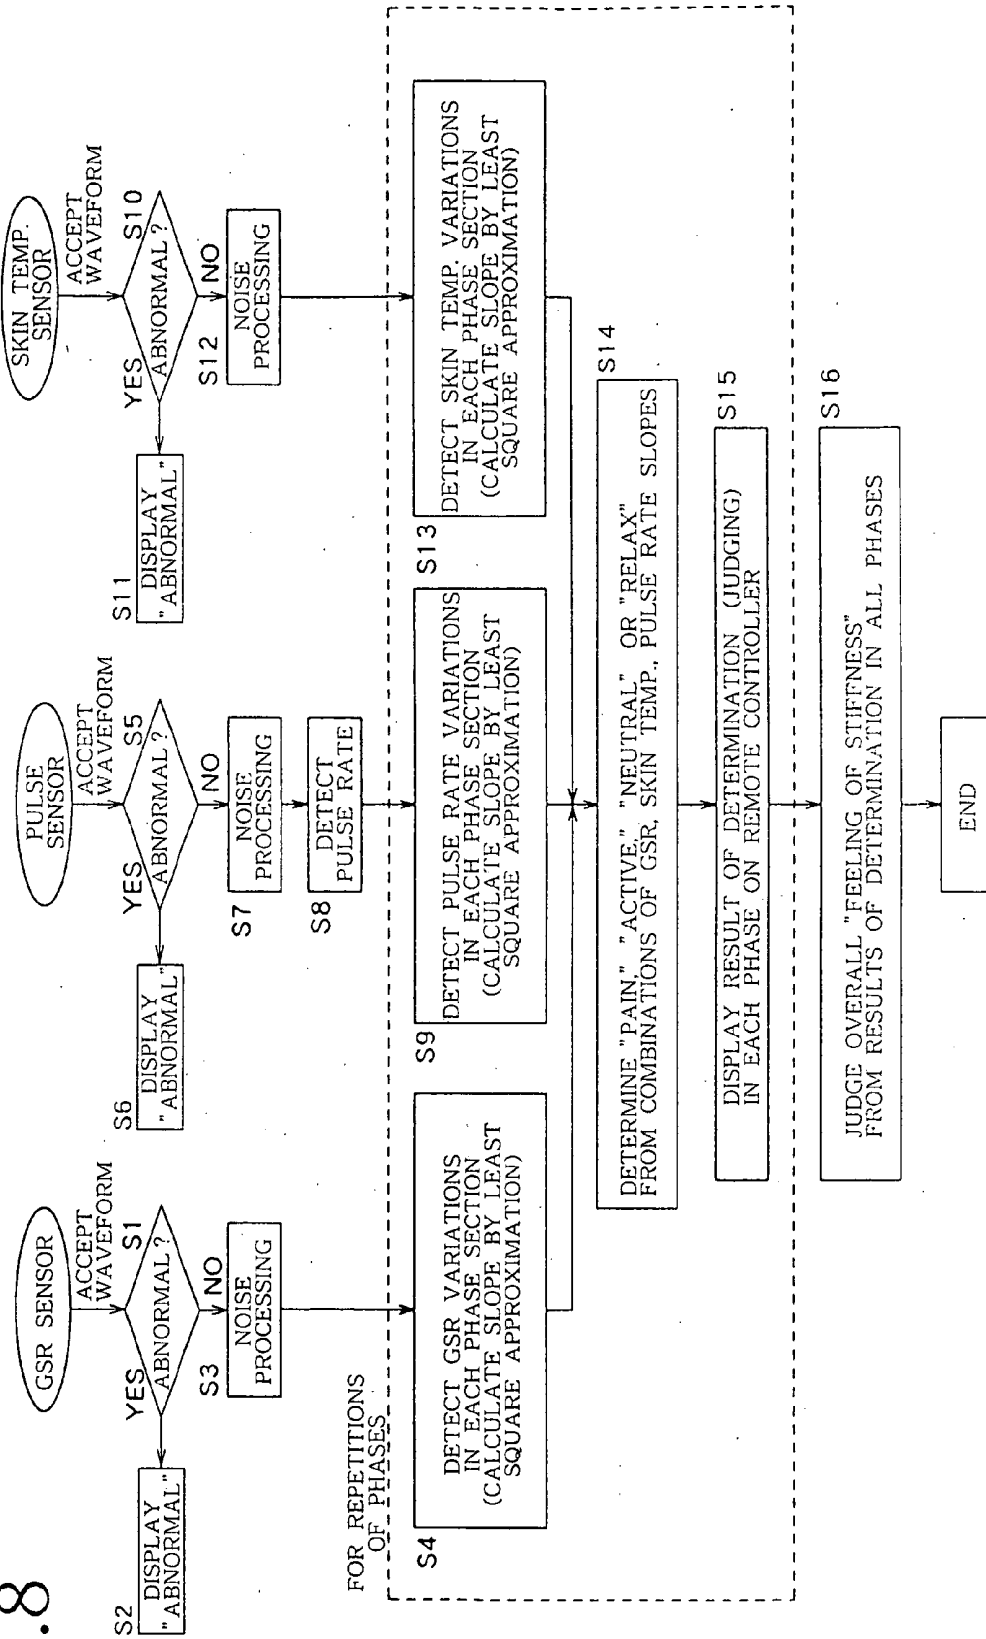 .8
GSR SENSOR
ACCEPT
WAVEFORM
S1
ABNORMAL?
YES
NO
S2
DISPLAY
"ABNORMAL"
S3
NOISE
PROCESSING
PULSE
SENSOR
ACCEPT
WAVEFORM
S5
ABNORMAL?
YES
NO
S6
DISPLAY
"ABNORMAL"
S7
NOISE
PROCESSING
S8
DETECT
PULSE RATE
SKIN TEMP.
SENSOR
ACCEPT
WAVEFORM
S10
ABNORMAL?
YES
NO
S11
DISPLAY
"ABNORMAL"
S12
NOISE
PROCESSING
FOR REPETITIONS
OF PHASES
S4
DETECT GSR VARIATIONS
IN EACH PHASE SECTION
(CALCULATE SLOPE BY LEAST
SQUARE APPROXIMATION)
S9
DETECT PULSE RATE VARIATIONS
IN EACH PHASE SECTION
(CALCULATE SLOPE BY LEAST
SQUARE APPROXIMATION)
S13
DETECT SKIN TEMP. VARIATIONS
IN EACH PHASE SECTION
(CALCULATE SLOPE BY LEAST
SQUARE APPROXIMATION)
S14
DETERMINE "PAIN," "ACTIVE," "NEUTRAL" OR "RELAX"
FROM COMBINATIONS OF GSR, SKIN TEMP., PULSE RATE SLOPES
S15
DISPLAY RESULT OF DETERMINATION (JUDGING)
IN EACH PHASE ON REMOTE CONTROLLER
S16
JUDGE OVERALL "FEELING OF STIFFNESS"
FROM RESULTS OF DETERMINATION IN ALL PHASES
END